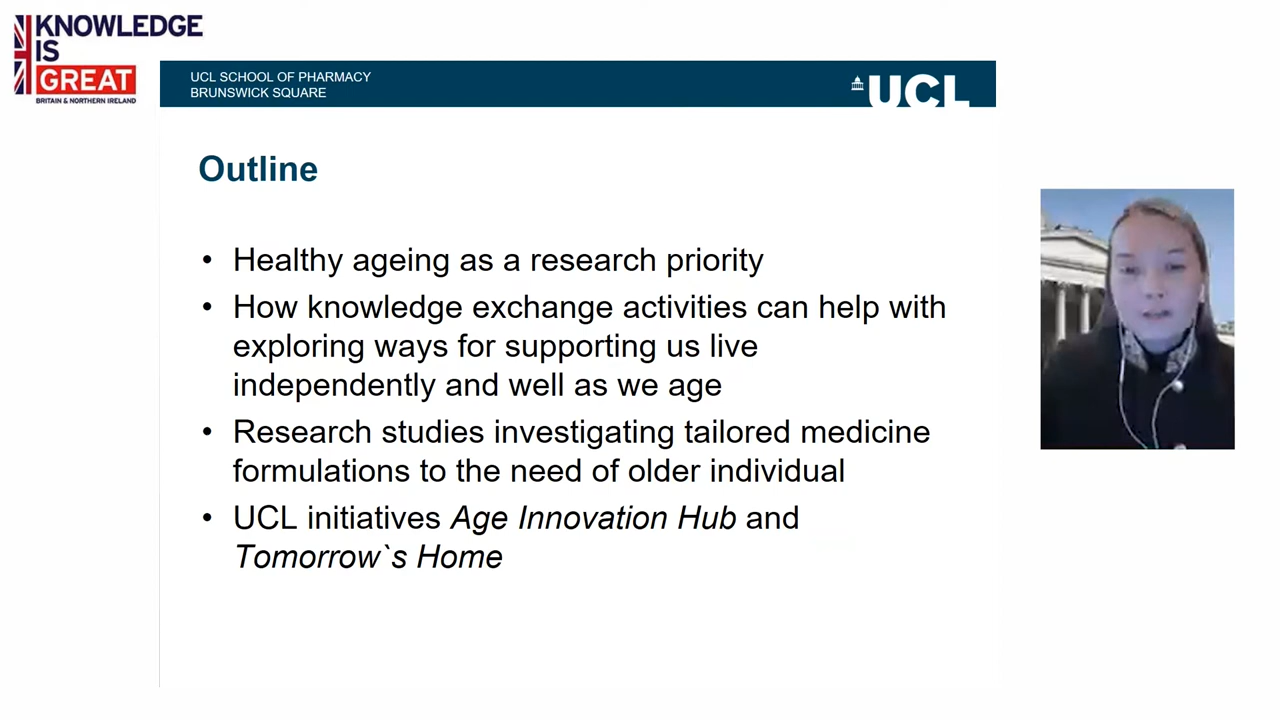 KNOWLEDGE
IS
GREAT
BRITAIN & NORTHERN IRELAND
UCL SCHOOL OF PHARMACY
BRUNSWICK SQUARE
UCL
Outline
• Healthy ageing as a research priority
• How knowledge exchange activities can help with
exploring ways for supporting us live
independently and well as we age
• Research studies investigating tailored medicine
formulations to the need of older individual
• UCL initiatives Age Innovation Hub and
Tomorrow`s Home